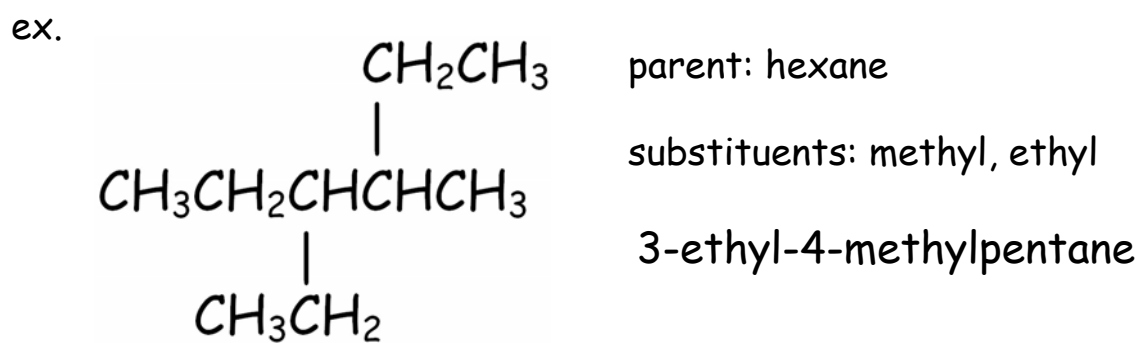 ex.
CH₂CH₃
parent: hexane
substituents: methyl, ethyl
CH₃CH₂CHCHCH₃
3-ethyl-4-methylpentane
CH₃CH₂